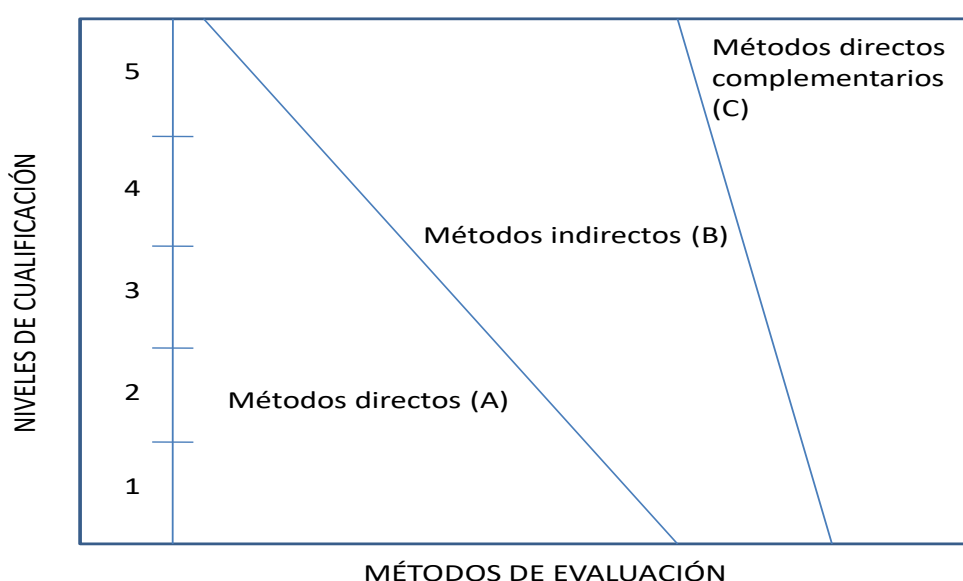 NIVELES DE CUALIFICACIÓN
5
4
3
2
1
Métodos directos
complementarios
(C)
Métodos indirectos (B)
Métodos directos (A)
MÉTODOS DE EVALUACIÓN